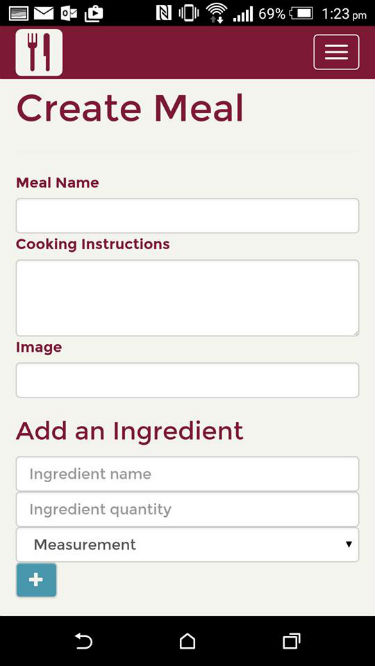 69% 1:23 pm
Create Meal
Meal Name
Cooking Instructions
Image
Add an Ingredient
Ingredient name
Ingredient quantity
Measurement